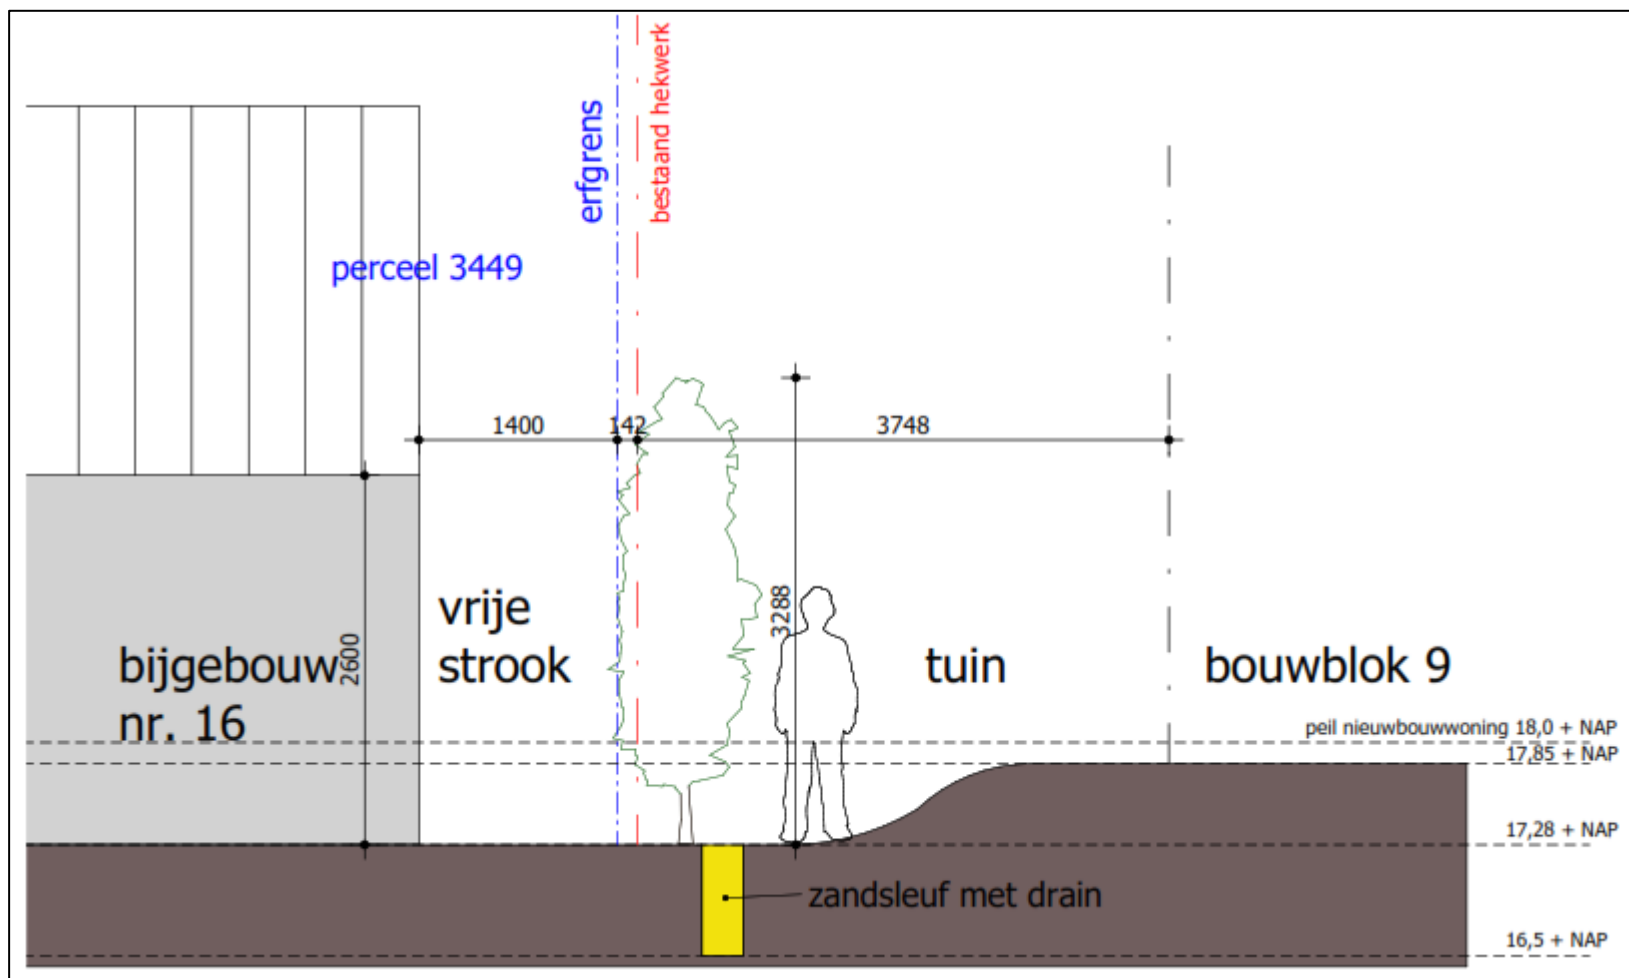 erfgrens
bestaand hekwerk
perceel 3449
1400
142
3748
3288
2600
vrije
strook
bijgebouw
nr. 16
tuin
bouwblok 9
peil nieuwbouwwoning 18,0 + NAP
17,85 + NAP
17,28 + NAP
zandsleuf met drain
16,5 + NAP